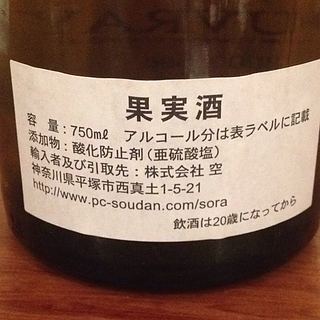 果実酒
容　量：750㎖　アルコール分は表ラベルに記載
添加物：酸化防止剤（亜硫酸塩）
輸入者及び引取先：株式会社 空
神奈川県平塚市西真土1-5-21
http://www.pc-soudan.com/sora
飲酒は20歳になってから